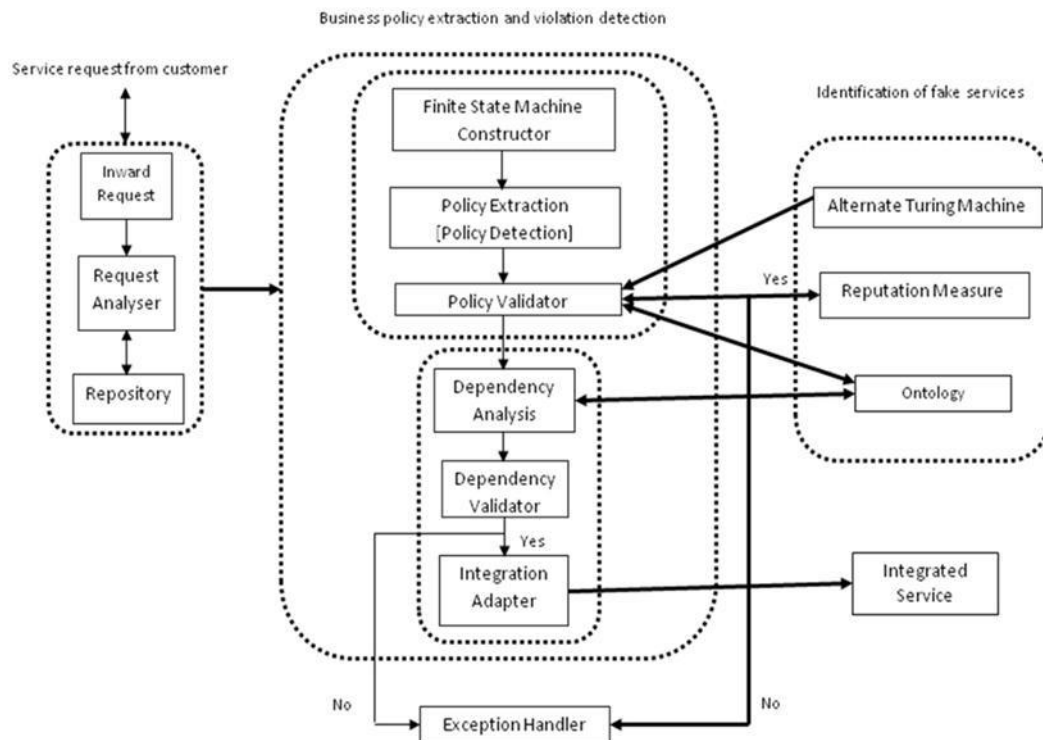 Business policy extraction and violation detection
Service request from customer
Identification of fake services
Inward
Request
Request
Analyser
Repository
Finite State Machine
Constructor
Policy Extraction
[Policy Detection]
Policy Validator
Dependency
Analysis
Dependency
Validator
Yes
Integration
Adapter
Alternate Turing Machine
Yes
Reputation Measure
Ontology
Integrated
Service
No
Exception Handler
No